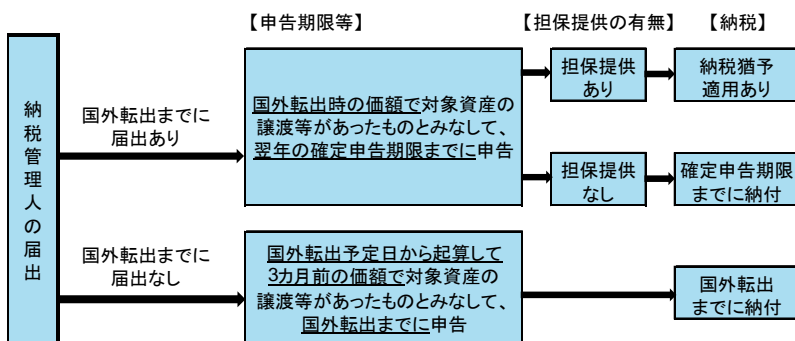 【申告期限等】
【担保提供の有無】
【納税】
納税管理人の届出
国外転出までに
届出あり
国外転出時の価額で対象資産の
譲渡等があったものとみなして、
翌年の確定申告期限までに申告
担保提供
あり
納税猶予
適用あり
担保提供
なし
確定申告期限
までに納付
国外転出までに
届出なし
国外転出予定日から起算して
3カ月前の価額で対象資産の
譲渡等があったものとみなして、
国外転出までに申告
国外転出
までに納付